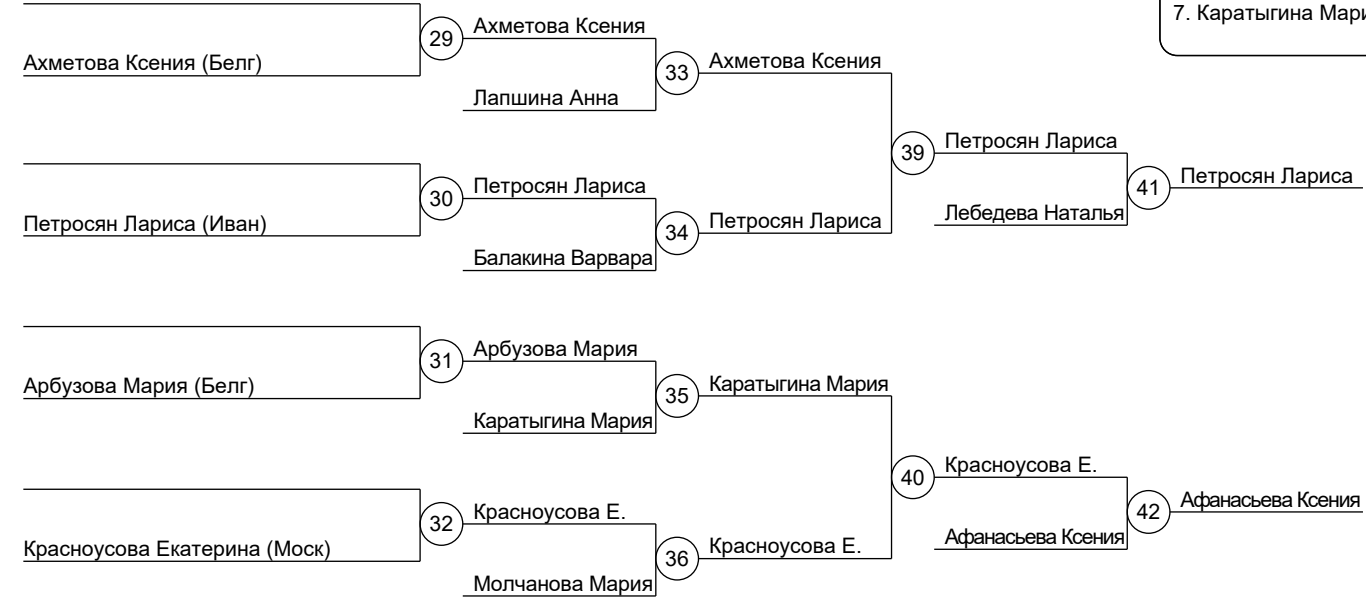 7. Каратыгина
Ахметова Ксения
29
Ахметова Ксения (Белг)
Ахметова Ксения
33
Лапшина Анна
Петросян Лариса
39
Петросян Лариса
41
Петросян Лариса
30
Петросян Лариса
Лебедева Наталья
Петросян Лариса (Иван)
34
Балакина Варвара
Арбузова Мария
31
Арбузова Мария (Белг)
Каратыгина Мария
35
Каратыгина Мария
Красноусова Е.
40
Афанасьева Ксения
42
Красноусова Е.
32
Афанасьева Ксения
Красноусова Екатерина (Моск)
Красноусова Е.
36
Молчанова Мария